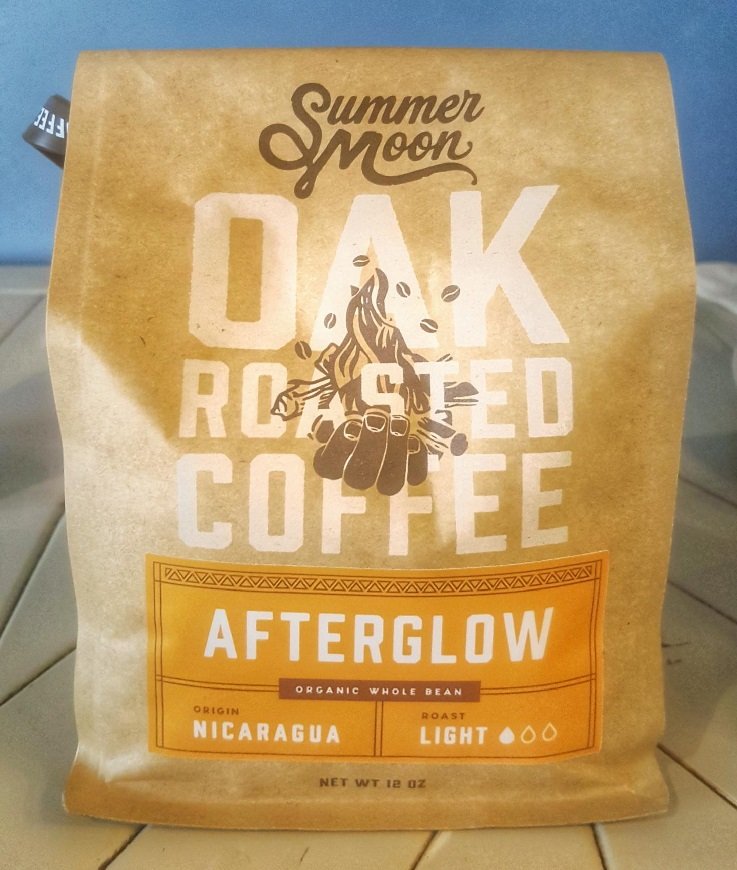 Summer
Moon
OAK
ROASTED
COFFEE
AFTERGLOW
ORGANIC WHOLE BEAN
ORIGIN
NICARAGUA
ROAST
LIGHT
NET WT 12 OZ